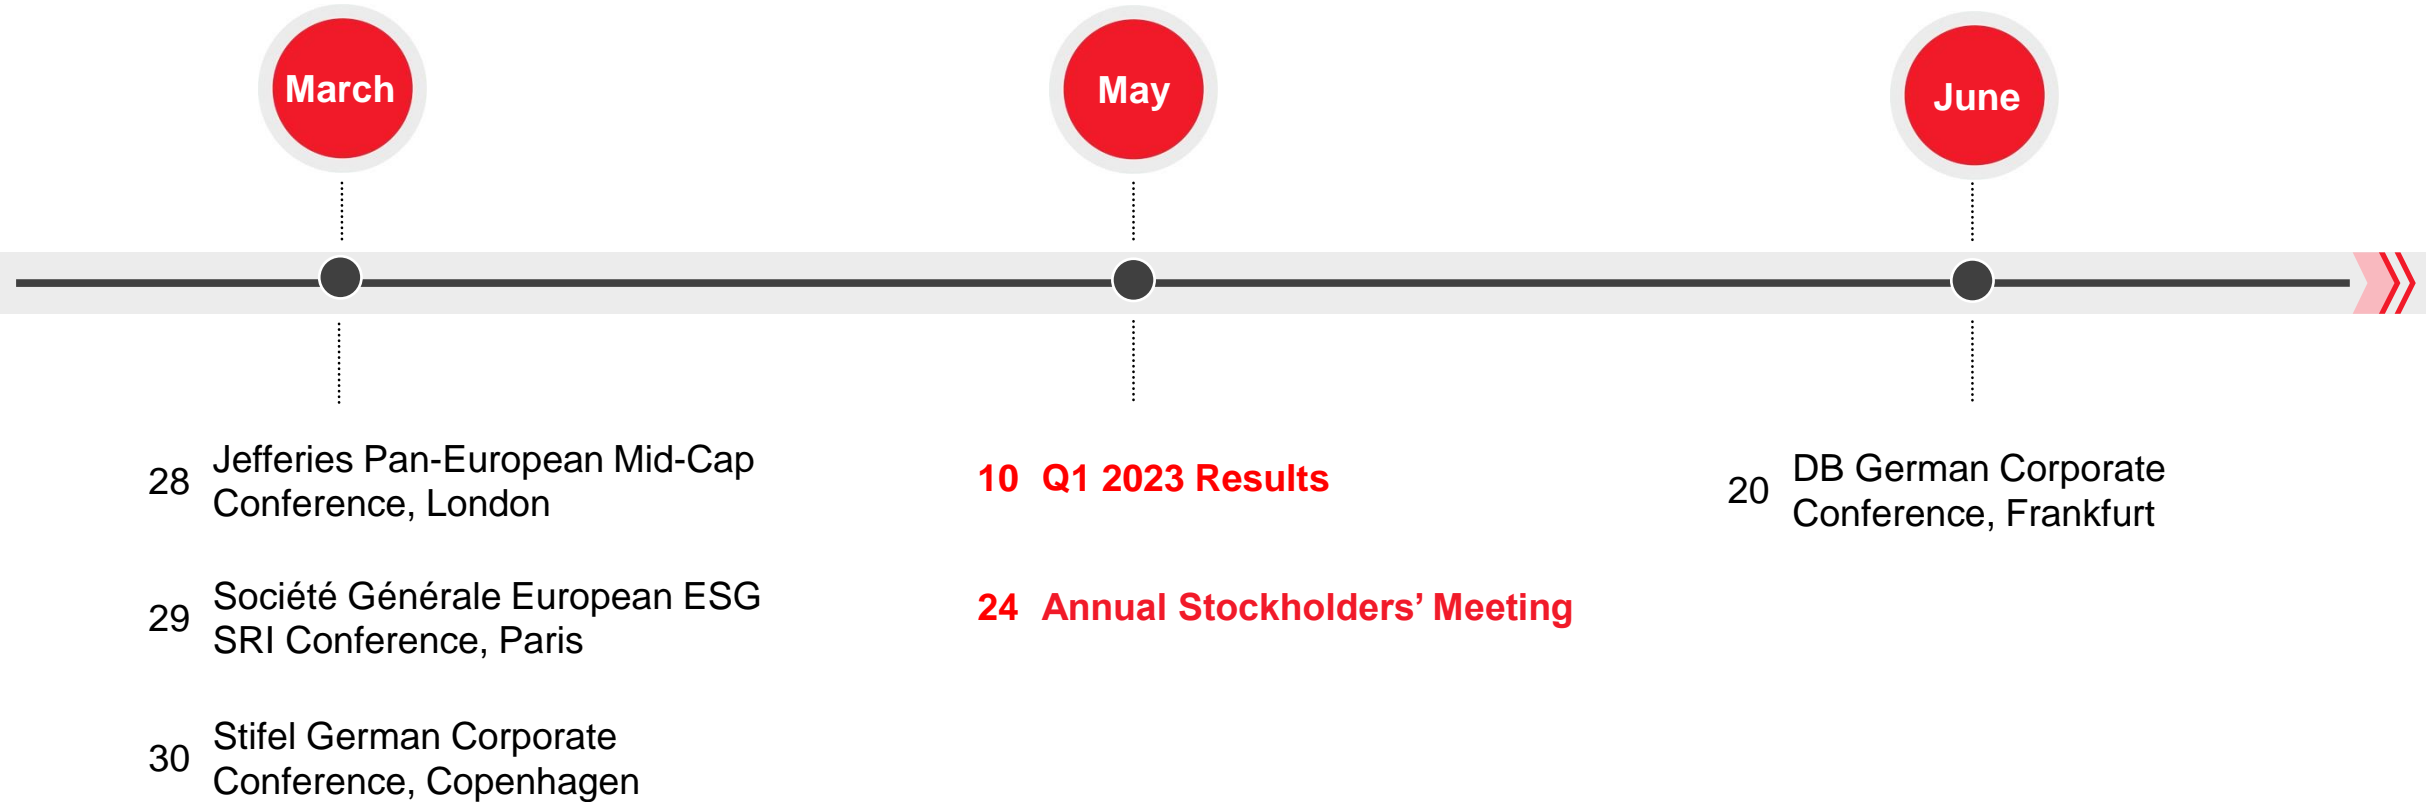 March
May
June
28 Jefferies Pan-European Mid-Cap
Conference, London
29 Société Générale European ESG
SRI Conference, Paris
30 Stifel German Corporate
Conference, Copenhagen
10 Q1 2023 Results
24 Annual Stockholders’ Meeting
20 DB German Corporate
Conference, Frankfurt